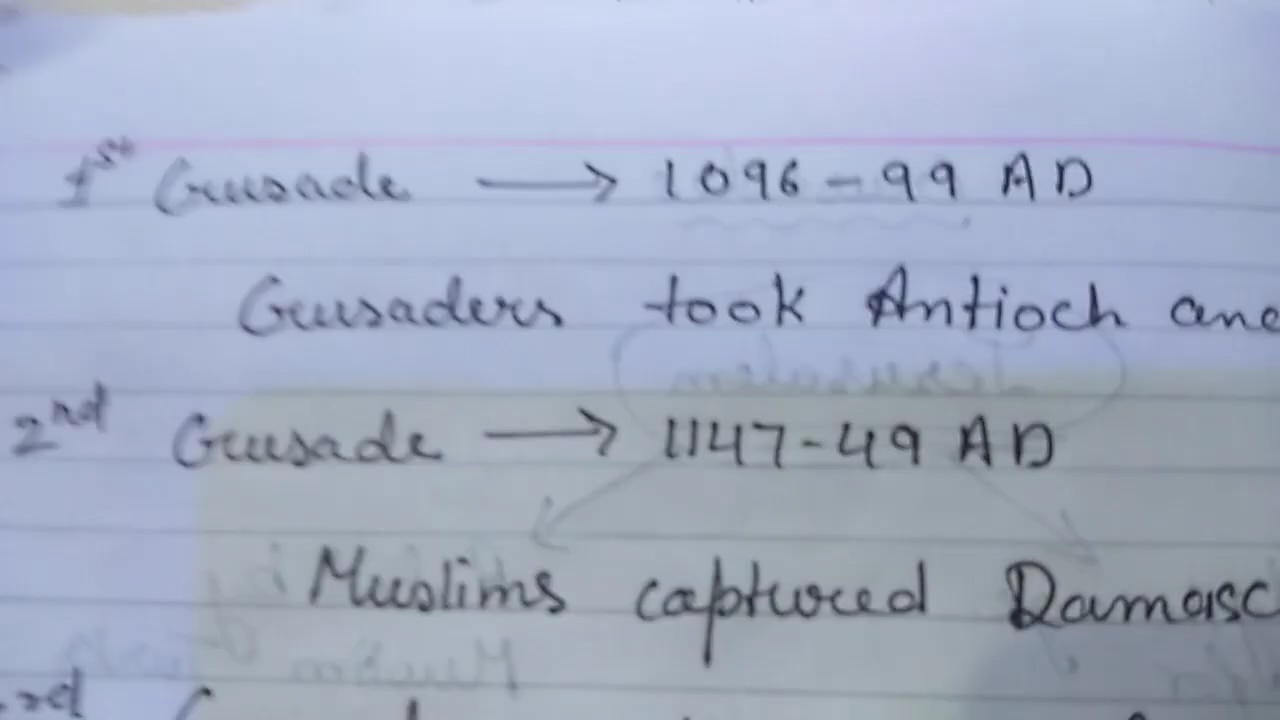 1st Crusade → 1096-99 AD
Crusaders took Antioch and
2nd Crusade → 1147-49 AD
Muslims captured Damasc